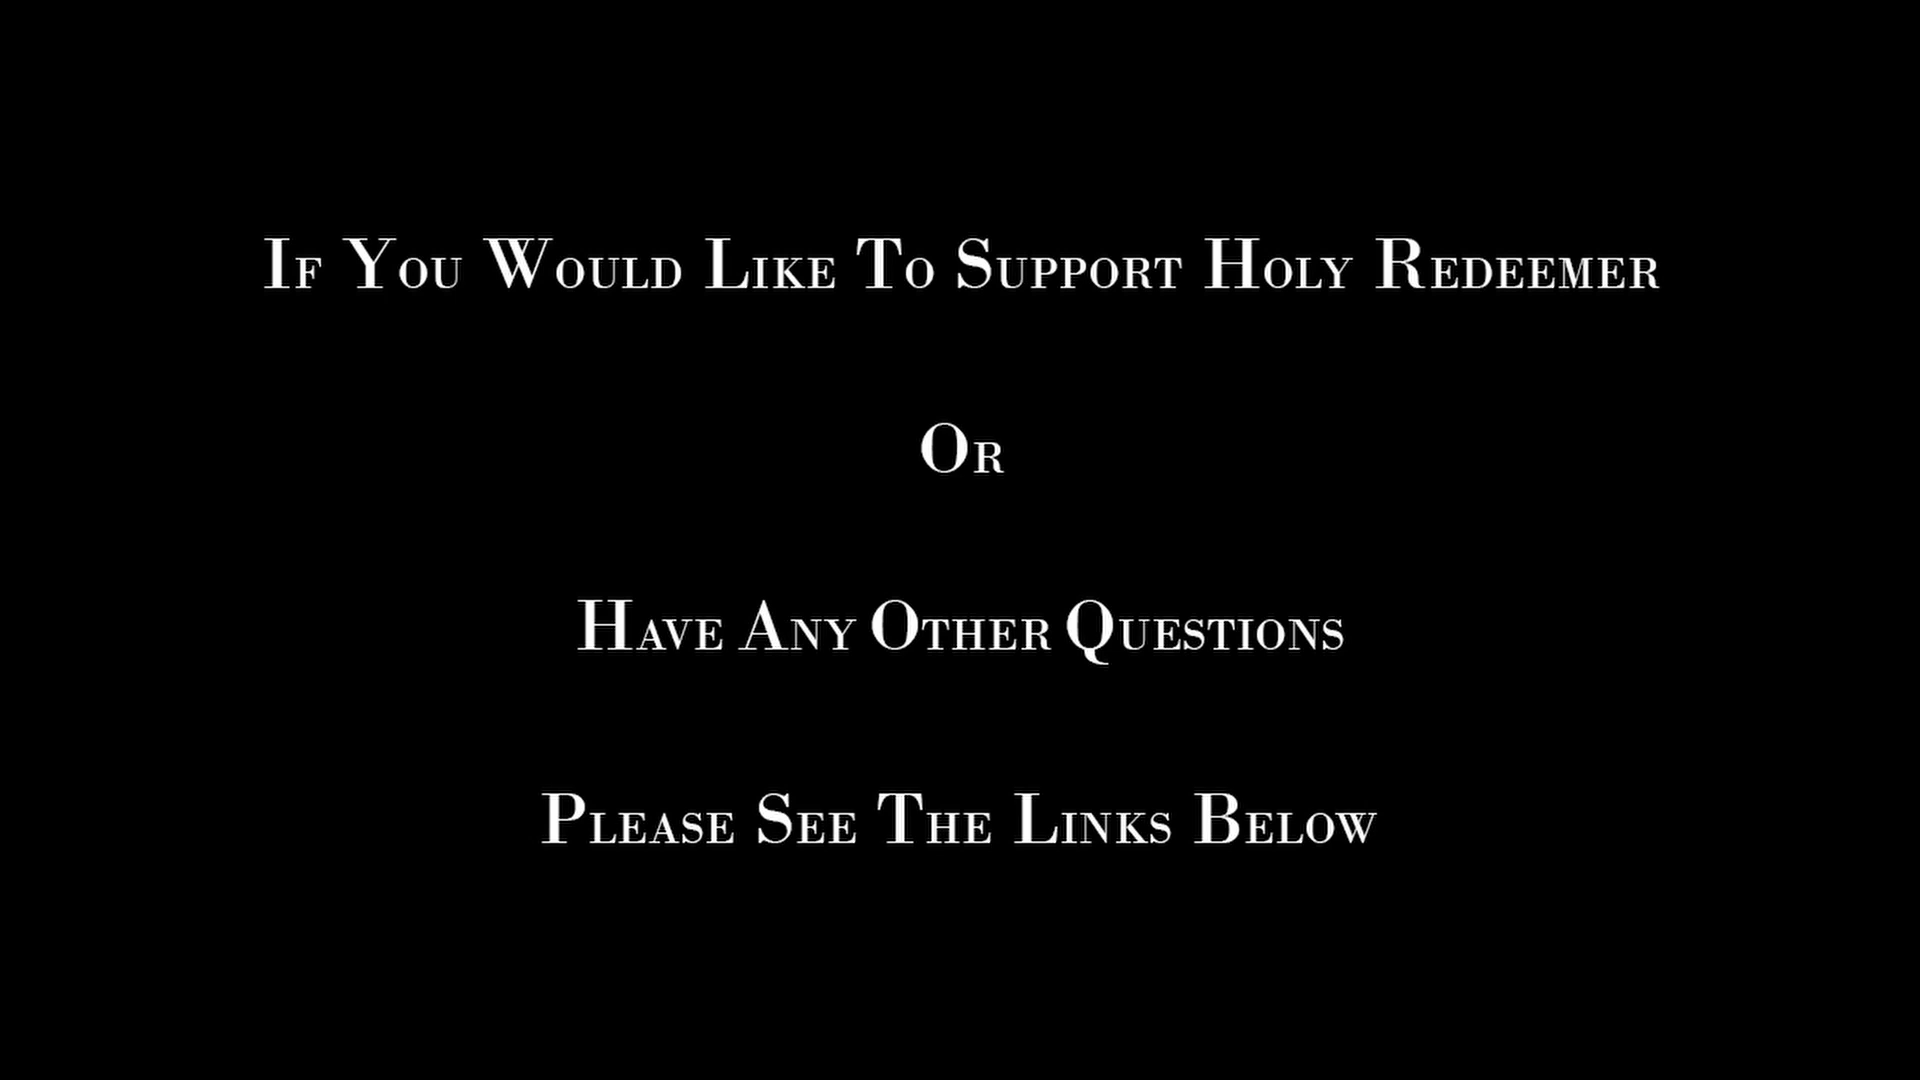 If You Would Like To Support Holy Redeemer
Or
Have Any Other Questions
Please See The Links Below